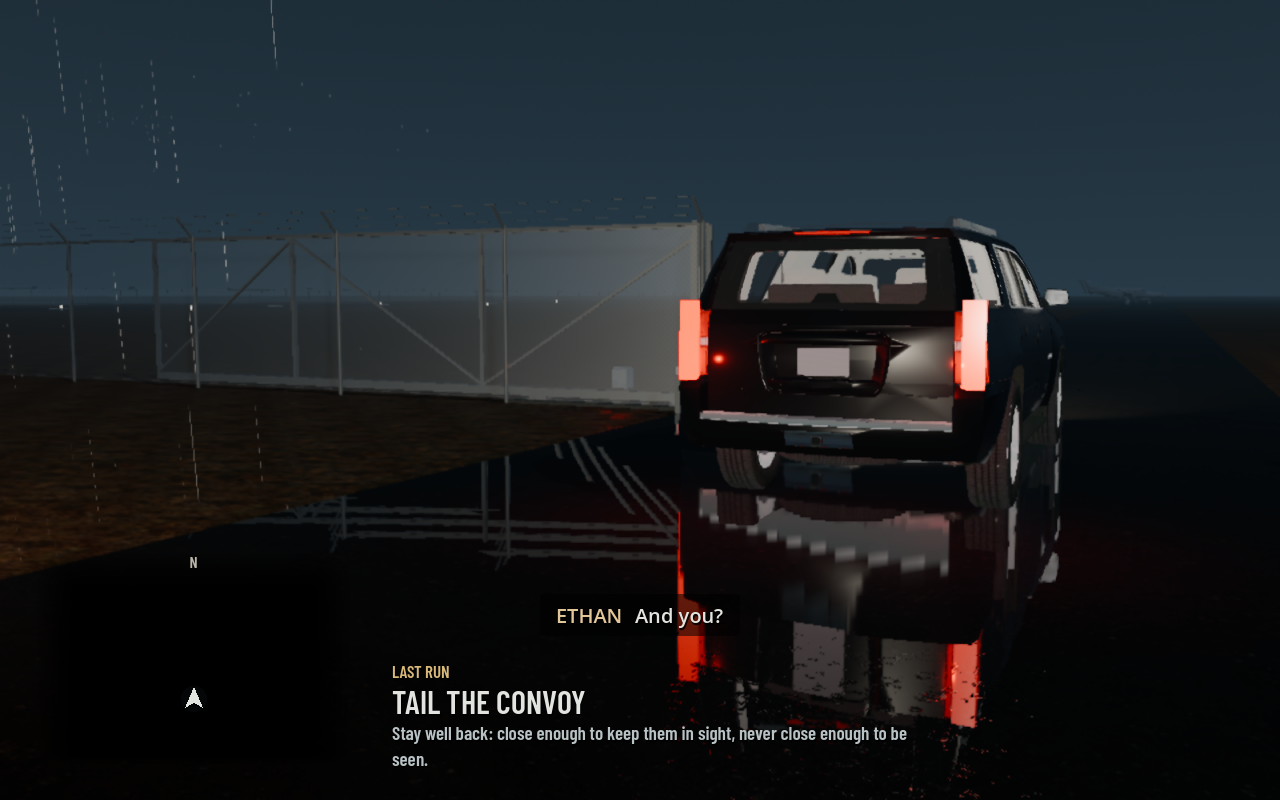 N
ETHAN And you?
LAST RUN
TAIL THE CONVOY
Stay well back: close enough to keep them in sight, never close enough to be
seen.